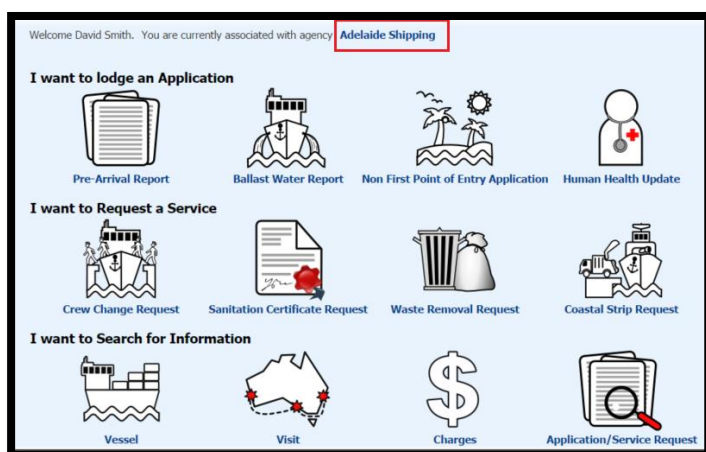 Welcome David Smith. You are currently associated with agency Adelaide Shipping
I want to lodge an Application
Pre-Arrival Report
Ballast Water Report
Non First Point of Entry Application
Human Health Update
I want to Request a Service
Crew Change Request
Sanitation Certificate Request
Waste Removal Request
Coastal Strip Request
I want to Search for Information
Vessel
Visit
Charges
Application/Service Request